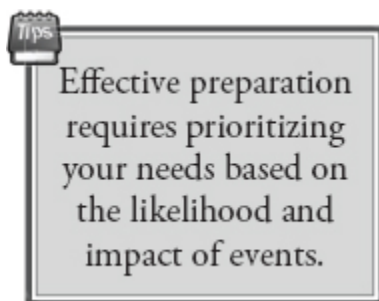 Tips
Effective preparation
requires prioritizing
your needs based on
the likelihood and
impact of events.